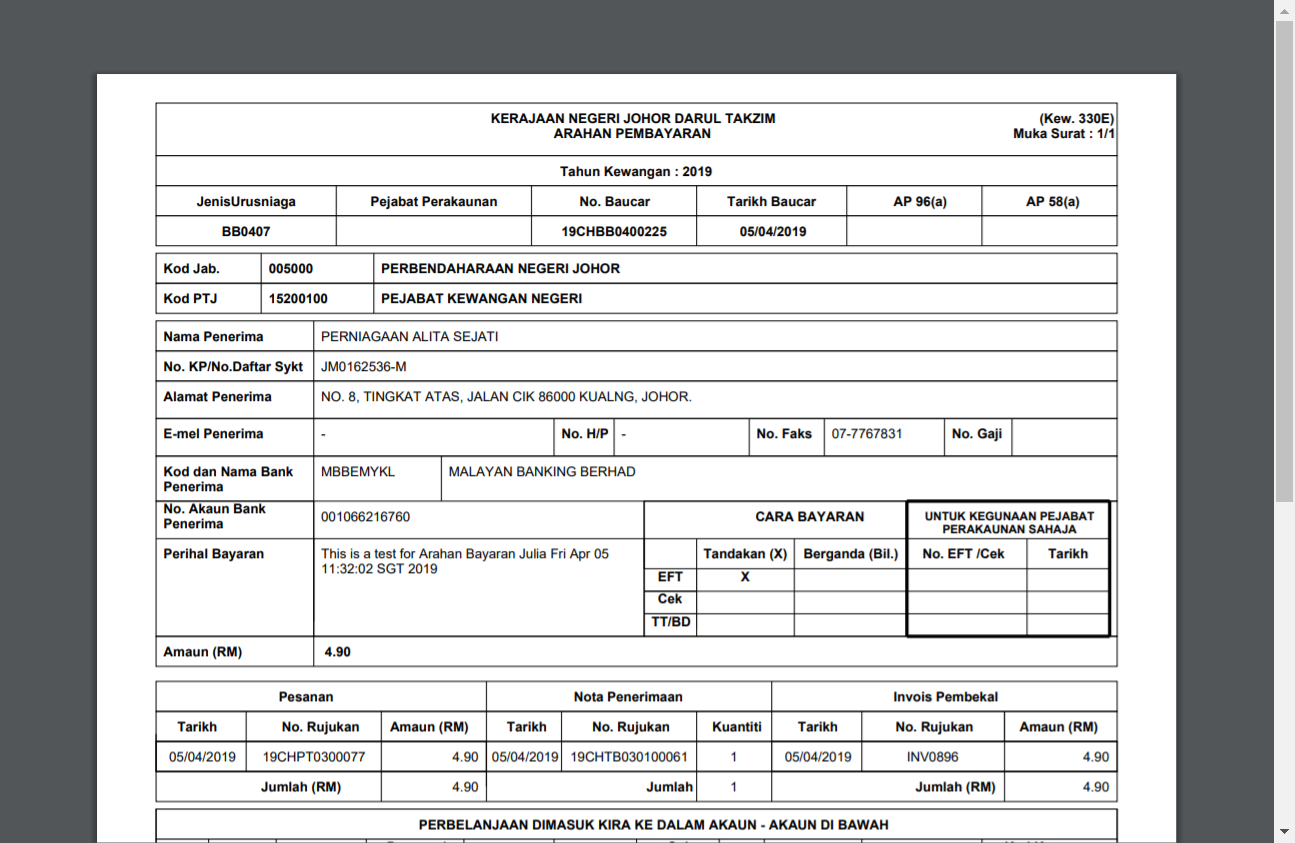 KERAJAAN NEGERI JOHOR DARUL TAKZIM (Kew. 330E)
ARAHAN PEMBAYARAN Muka Surat : 1/1
Tahun Kewangan : 2019
JenisUrusniaga Pejabat Perakaunan No. Baucar Tarikh Baucar AP 96(a) AP 58(a)
BB0407 19CHBB0400225 05/04/2019
Kod Jab. 005000 PERBENDAHARAAN NEGERI JOHOR
Kod PTJ 15200100 PEJABAT KEWANGAN NEGERI
Nama Penerima PERNIAGAAN ALITA SEJATI
No. KP/No.Daftar Sykt JM0162536-M
Alamat Penerima NO. 8, TINGKAT ATAS, JALAN CIK 86000 KUALNG, JOHOR.
E-mel Penerima - No. H/P - No. Faks 07-7767831 No. Gaji
Kod dan Nama Bank Penerima MBBEMYKL MALAYAN BANKING BERHAD
No. Akaun Bank Penerima 001066216760
CARA BAYARAN
UNTUK KEGUNAAN PEJABAT
PERAKAUNAN SAHAJA
Perihal Bayaran This is a test for Arahan Bayaran Julia Fri Apr 05
11:32:02 SGT 2019
Tandakan (X) Berganda (Bil.) No. EFT /Cek Tarikh
EFT X
Cek
TT/BD
Amaun (RM) 4.90
Pesanan Nota Penerimaan Invois Pembekal
Tarikh No. Rujukan Amaun (RM) Tarikh No. Rujukan Kuantiti Tarikh No. Rujukan Amaun (RM)
05/04/2019 19CHPT0300077 4.90 05/04/2019 19CHTB030100061 1 05/04/2019 INV0896 4.90
Jumlah (RM) 4.90 Jumlah 1 Jumlah (RM) 4.90
PERBELANJAAN DIMASUK KIRA KE DALAM AKAUN - AKAUN DI BAWAH